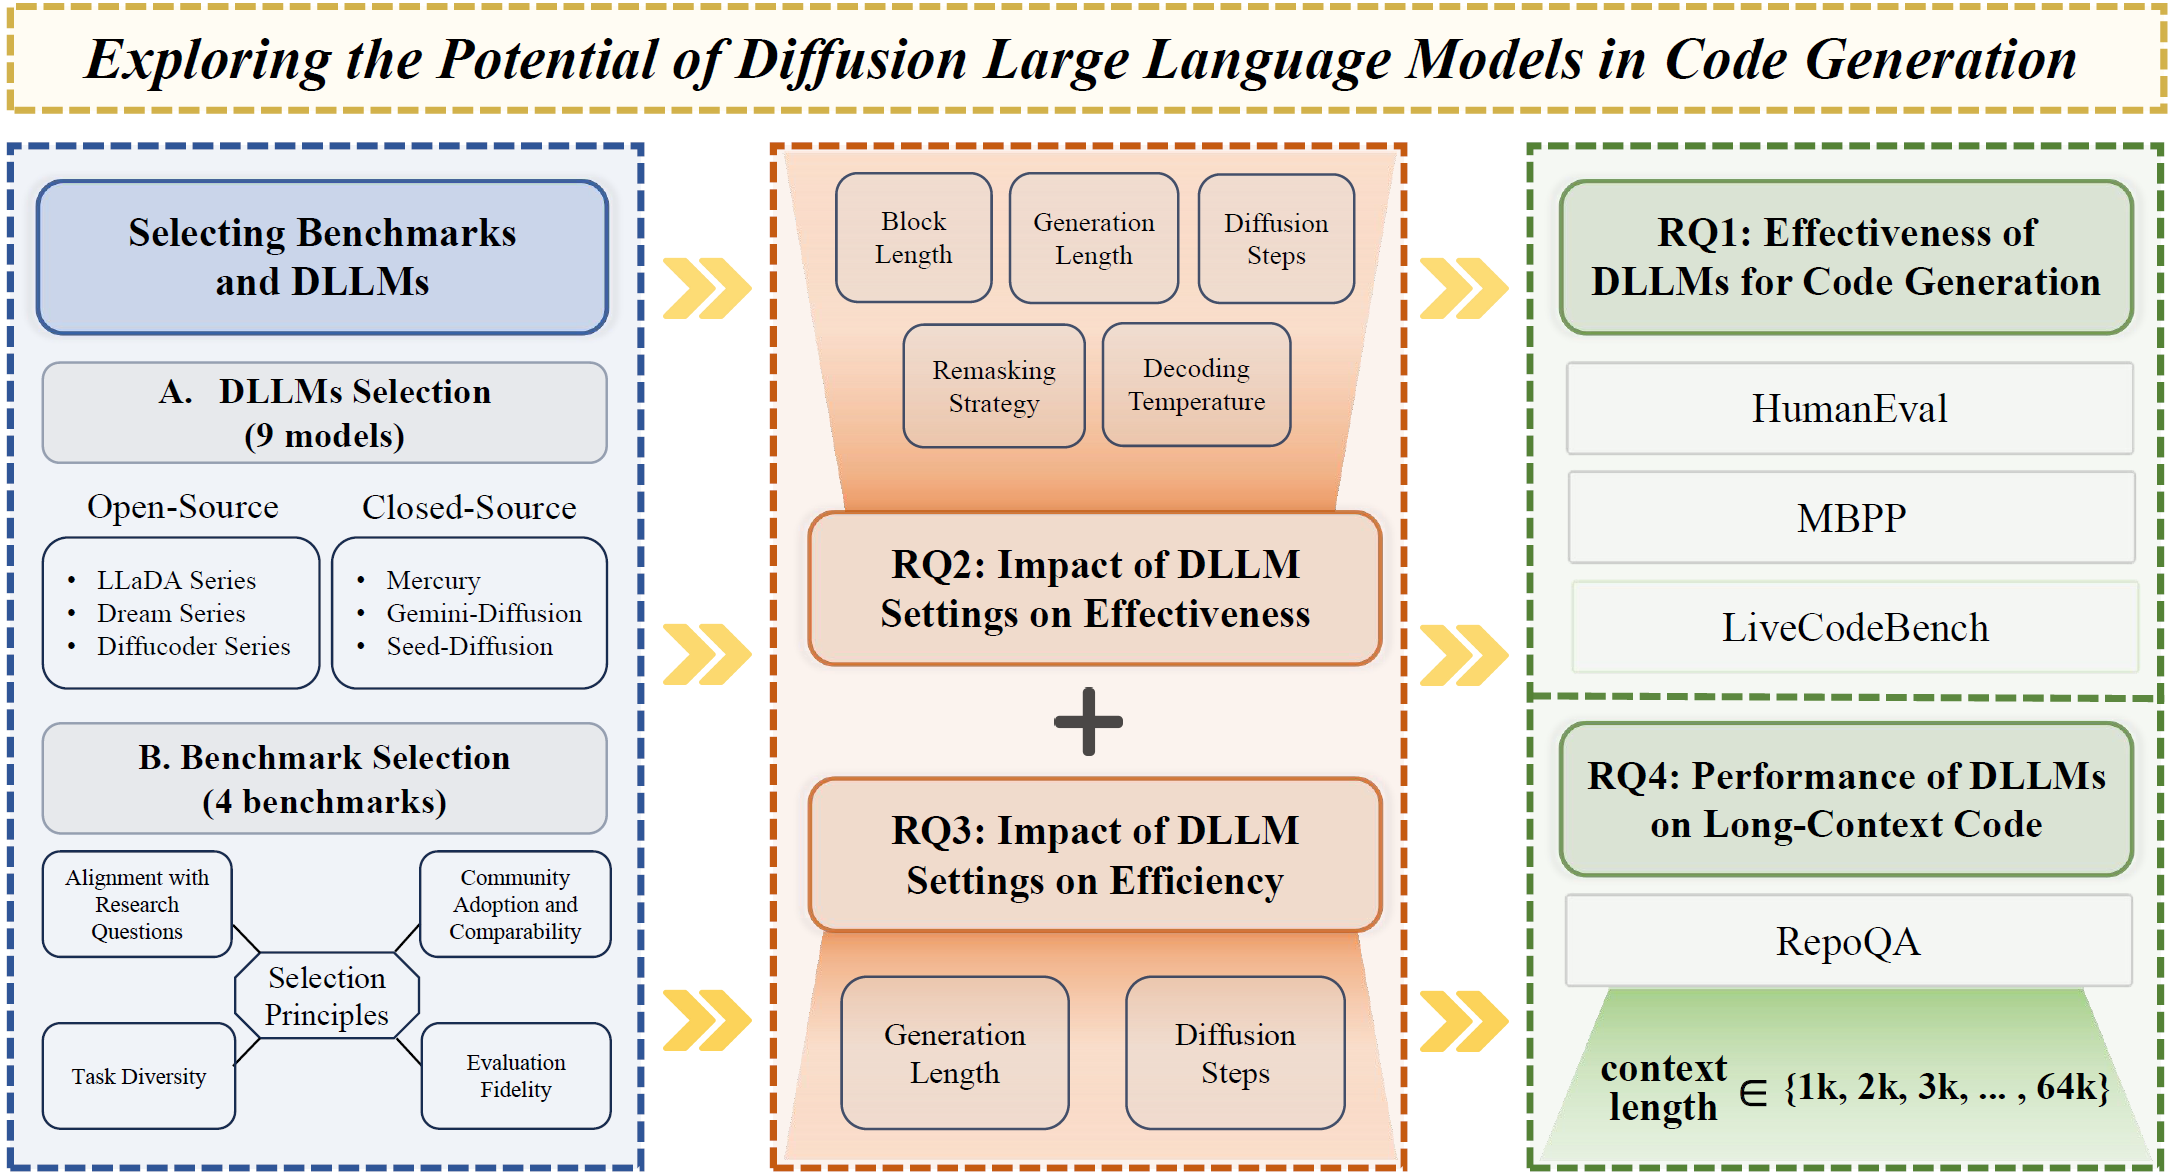 Exploring the Potential of Diffusion Large Language Models in Code Generation
Selecting Benchmarks
and DLLMs
A. DLLMs Selection
(9 models)
Open-Source
• LLaDA Series
• Dream Series
• Diffucoder Series
Closed-Source
• Mercury
• Gemini-Diffusion
• Seed-Diffusion
B. Benchmark Selection
(4 benchmarks)
Alignment with
Research
Questions
Community
Adoption and
Comparability
Selection
Principles
Task Diversity
Evaluation
Fidelity
Block
Length
Generation
Length
Diffusion
Steps
Remasking
Strategy
Decoding
Temperature
RQ2: Impact of DLLM
Settings on Effectiveness
+
RQ3: Impact of DLLM
Settings on Efficiency
Generation
Length
Diffusion
Steps
RQ1: Effectiveness of
DLLMs for Code Generation
HumanEval
MBPP
LiveCodeBench
RQ4: Performance of DLLMs
on Long-Context Code
RepoQA
context
length ∈ {1k, 2k, 3k, ... , 64k}